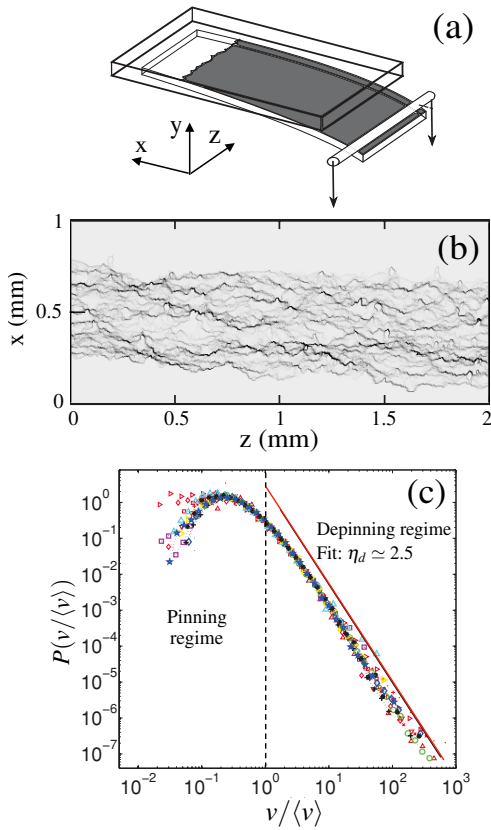 (a)
y
z
x
(b)
1
0.5
0
x (mm)
0 0.5 1 1.5 2
z (mm)
(c)
10^0
10^-1
10^-2
10^-3
10^-4
10^-5
10^-6
10^-7
P(v/⟨v⟩)
Depinning regime
Fit: η_d ≃ 2.5
Pinning
regime
10^-2 10^-1 10^0 10^1 10^2 10^3
v/⟨v⟩